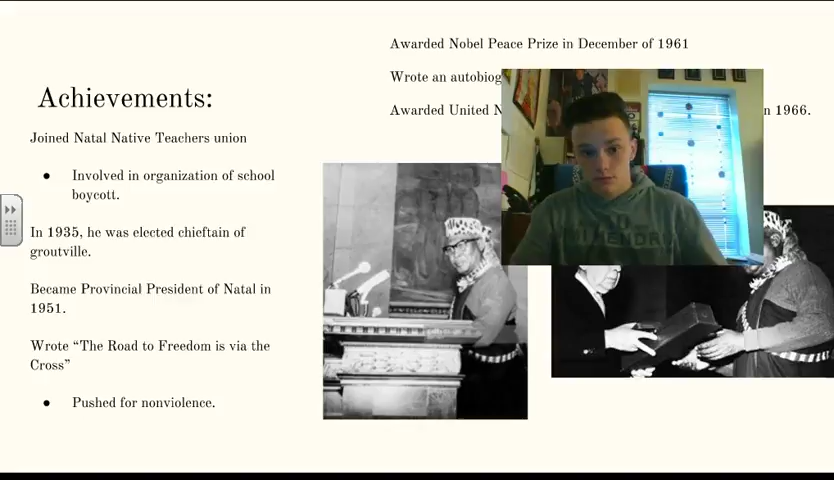 Awarded Nobel Peace Prize in December of 1961
Wrote an autobiog
Awarded United N n 1966.
Achievements:
Joined Natal Native Teachers union
● Involved in organization of school
boycott.
In 1935, he was elected chieftain of
groutville.
Became Provincial President of Natal in
1951.
Wrote “The Road to Freedom is via the
Cross”
● Pushed for nonviolence.